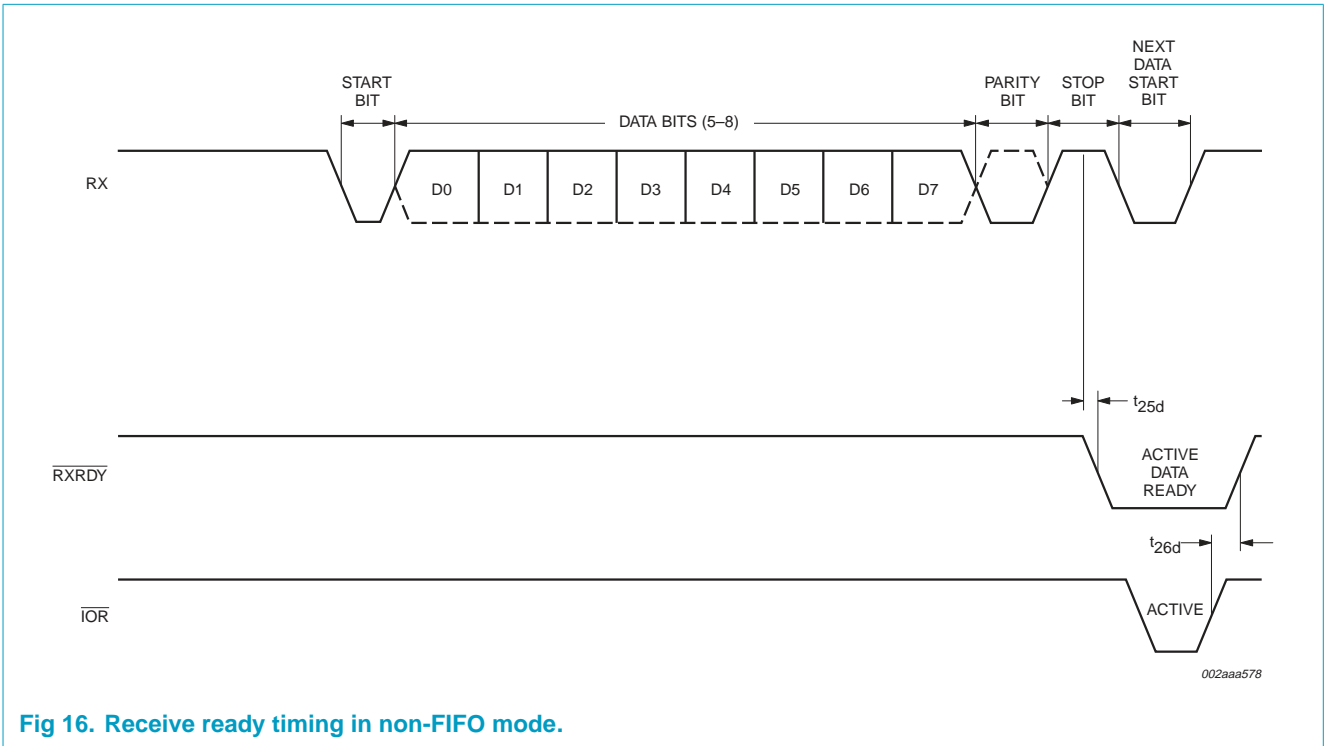 NEXT
DATA
START
BIT
START
BIT
PARITY
BIT
STOP
BIT
DATA BITS (5–8)
RX
D0 D1 D2 D3 D4 D5 D6 D7
t25d
RXRDY
ACTIVE
DATA
READY
t26d
IOR
ACTIVE
002aaa578
Fig 16. Receive ready timing in non-FIFO mode.